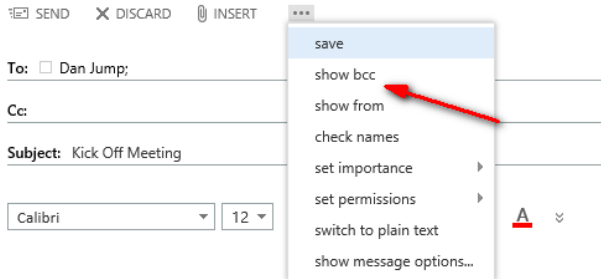 SEND DISCARD INSERT ···
save
To: Dan Jump;
show bcc
show from
Cc:
check names
Subject: Kick Off Meeting
set importance
set permissions
Calibri 12 A
switch to plain text
show message options...